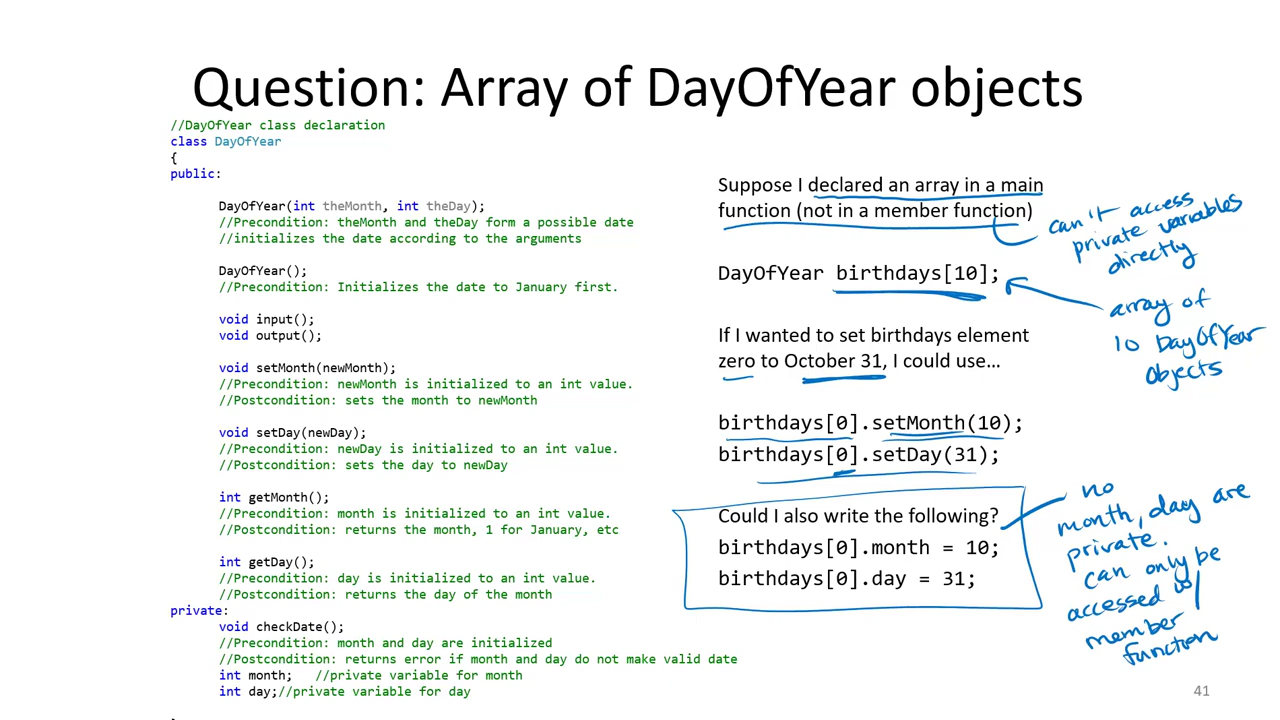 Question: Array of DayOfYear objects
//DayOfYear class declaration
class DayOfYear
{
public:
DayOfYear(int theMonth, int theDay);
//Precondition: theMonth and theDay form a possible date
//initializes the date according to the arguments
DayOfYear();
//Precondition: Initializes the date to January first.
void input();
void output();
void setMonth(newMonth);
//Precondition: newMonth is initialized to an int value.
//Postcondition: sets the month to newMonth
void setDay(newDay);
//Precondition: newDay is initialized to an int value.
//Postcondition: sets the day to newDay
int getMonth();
//Precondition: month is initialized to an int value.
//Postcondition: returns the month, 1 for January, etc
int getDay();
//Precondition: day is initialized to an int value.
//Postcondition: returns the day of the month
private:
void checkDate();
//Precondition: month and day are initialized
//Postcondition: returns error if month and day do not make valid date
int month;   //private variable for month
int day;//private variable for day
Suppose I declared an array in a main
function (not in a member function)
can't access
private variables
directly
DayOfYear birthdays[10];
array of
10 DayOfYear
objects
If I wanted to set birthdays element
zero to October 31, I could use…
birthdays[0].setMonth(10);
birthdays[0].setDay(31);
Could I also write the following?
birthdays[0].month = 10;
birthdays[0].day = 31;
no
month, day are
private.
can only be
accessed w/
member
function
41